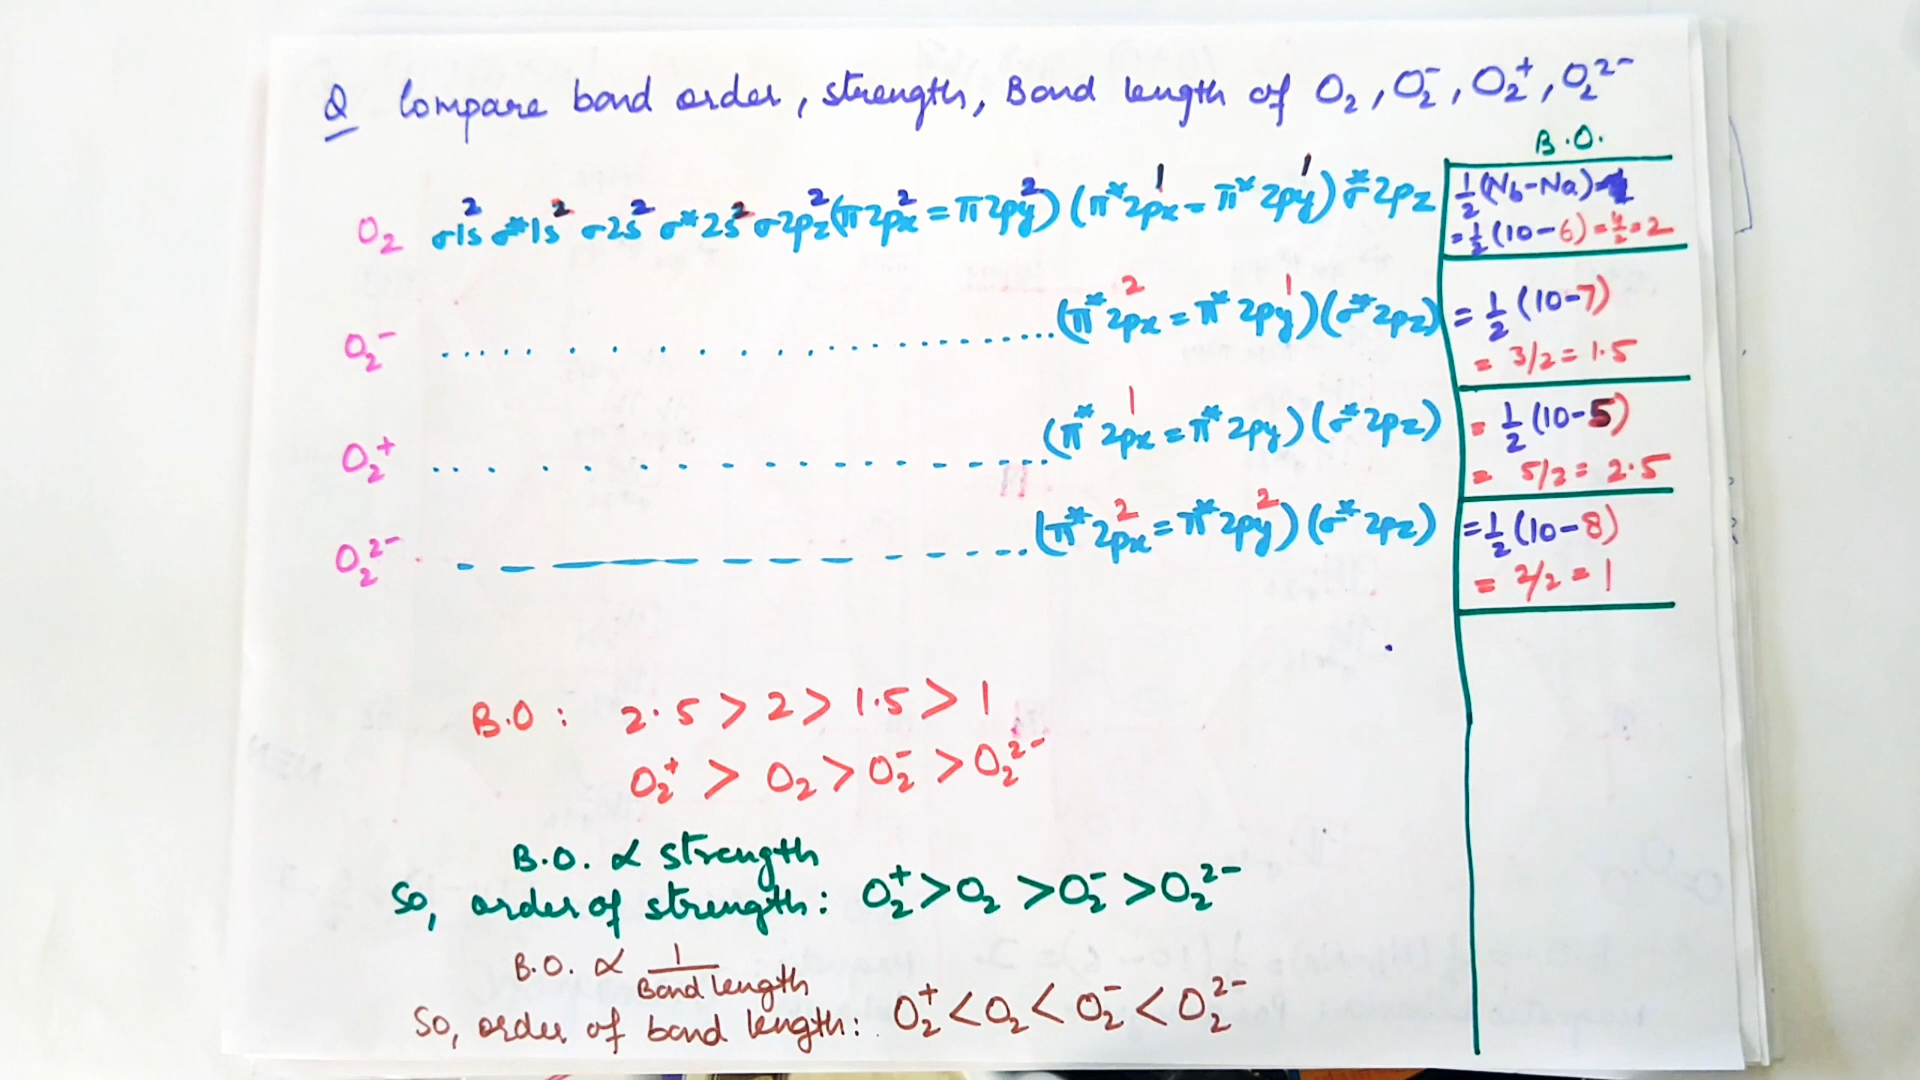 Q Compare bond order, strength, Bond length of O₂, O₂⁻, O₂⁺, O₂²⁻
B.O.
O₂ σ1s² σ*1s² σ2s² σ*2s² σ2pz² (π2px² = π2py²) (π*2px¹ = π*2py¹) σ*2pz
½(Nb-Na)
= ½(10-6) = 4/2 = 2
O₂⁻ .................... (π*2px² = π*2py¹)(σ*2pz) = ½(10-7)
= 3/2 = 1.5
O₂⁺ .................... (π*2px¹ = π*2py)(σ*2pz) = ½(10-5)
= 5/2 = 2.5
O₂²⁻ - - - - - - - - ..... (π*2px² = π*2py²)(σ*2pz) = ½(10-8)
= 2/2 = 1
B.O : 2.5 > 2 > 1.5 > 1
O₂⁺ > O₂ > O₂⁻ > O₂²⁻
B.O. α strength
So, order of strength: O₂⁺ > O₂ > O₂⁻ > O₂²⁻
B.O. α 1/Bond length
So, order of bond length: O₂⁺ < O₂ < O₂⁻ < O₂²⁻